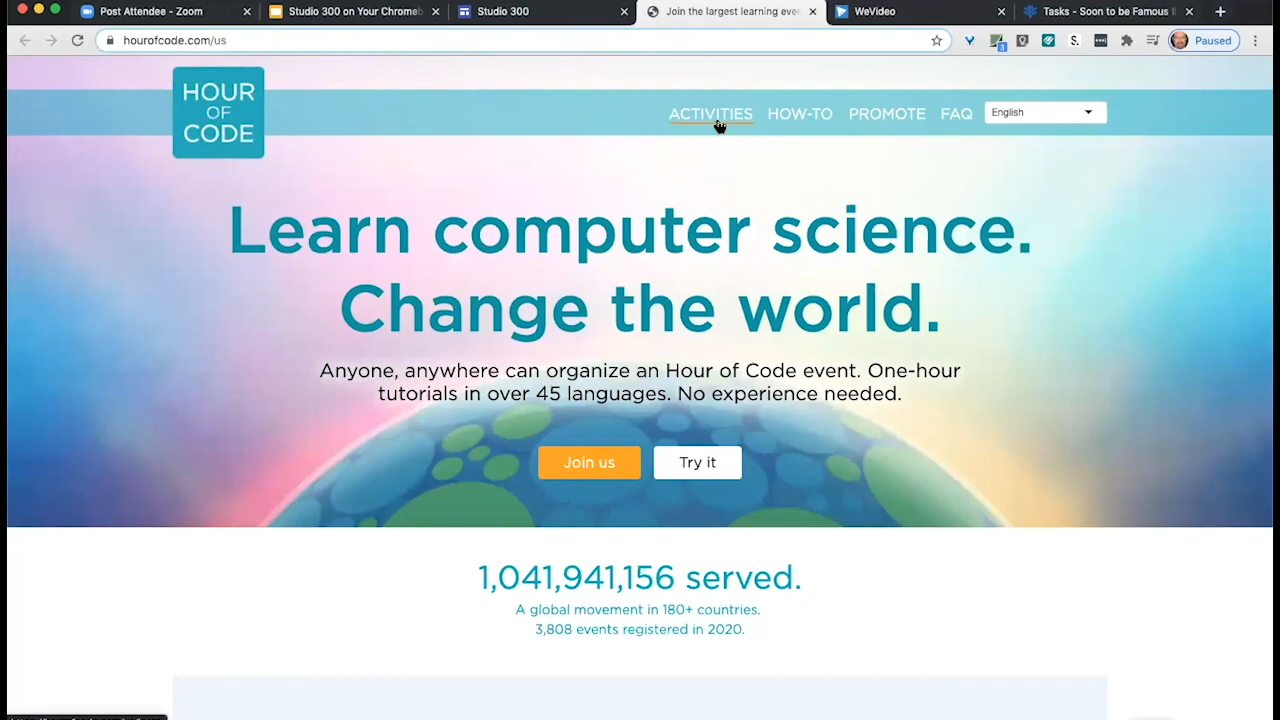 Post Attendee - Zoom
Studio 300 on Your Chromeb
Studio 300
Join the largest learning even
WeVideo
Tasks - Soon to be Famous I
hourofcode.com/us
3
S.
Paused
HOUR
OF
CODE
ACTIVITIES
HOW-TO
PROMOTE
FAQ
English
Learn computer science.
Change the world.
Anyone, anywhere can organize an Hour of Code event. One-hour
tutorials in over 45 languages. No experience needed.
Join us
Try it
1,041,941,156 served.
A global movement in 180+ countries.
3,808 events registered in 2020.